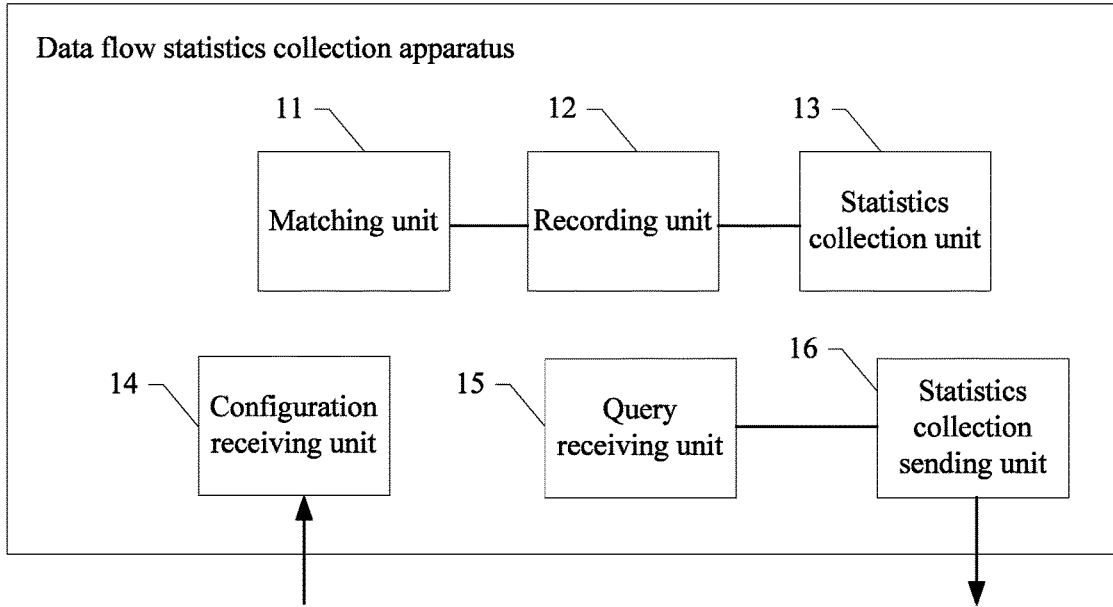 Data flow statistics collection apparatus
11
12
13
Matching unit
Recording unit
Statistics
collection unit
14
15
16
Configuration
receiving unit
Query
receiving unit
Statistics
collection
sending unit